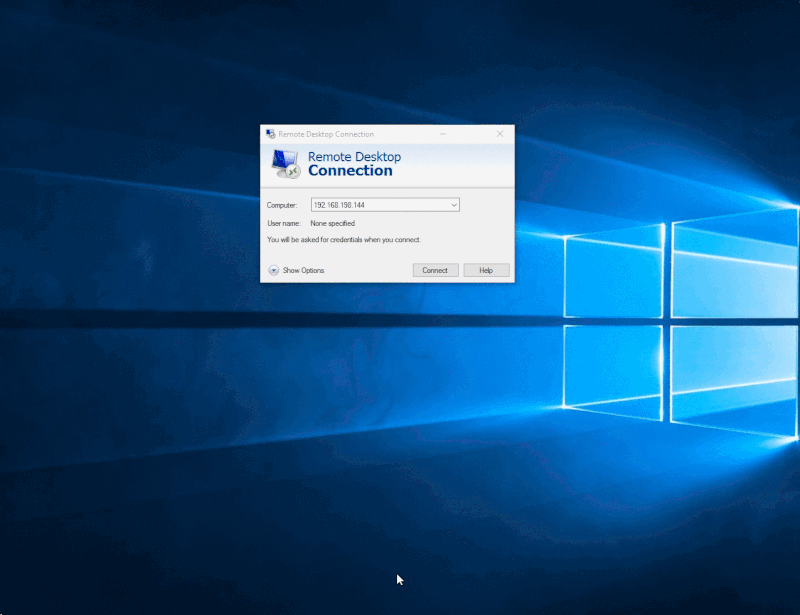 Remote Desktop Connection
Remote Desktop
Connection
Computer: 192.168.198.144
User name: None specified
You will be asked for credentials when you connect.
Show Options
Connect
Help